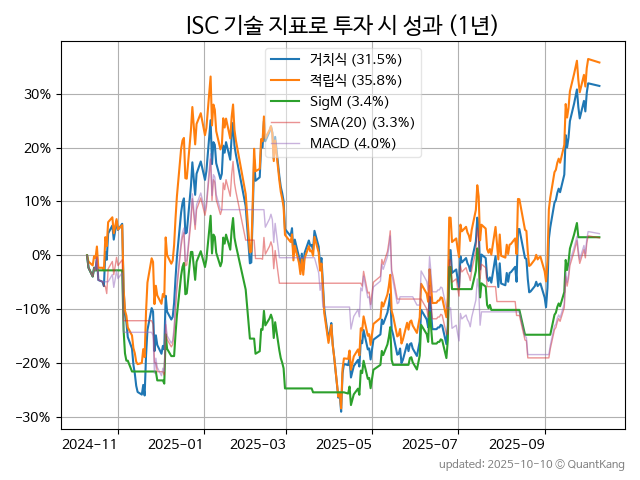 ISC 기술 지표로 투자 시 성과 (1년)
거치식 (31.5%)
적립식 (35.8%)
SigM (3.4%)
SMA(20) (3.3%)
MACD (4.0%)
30%
20%
10%
0%
−10%
−20%
−30%
2024-11 2025-01 2025-03 2025-05 2025-07 2025-09
updated: 2025-10-10 © QuantKang